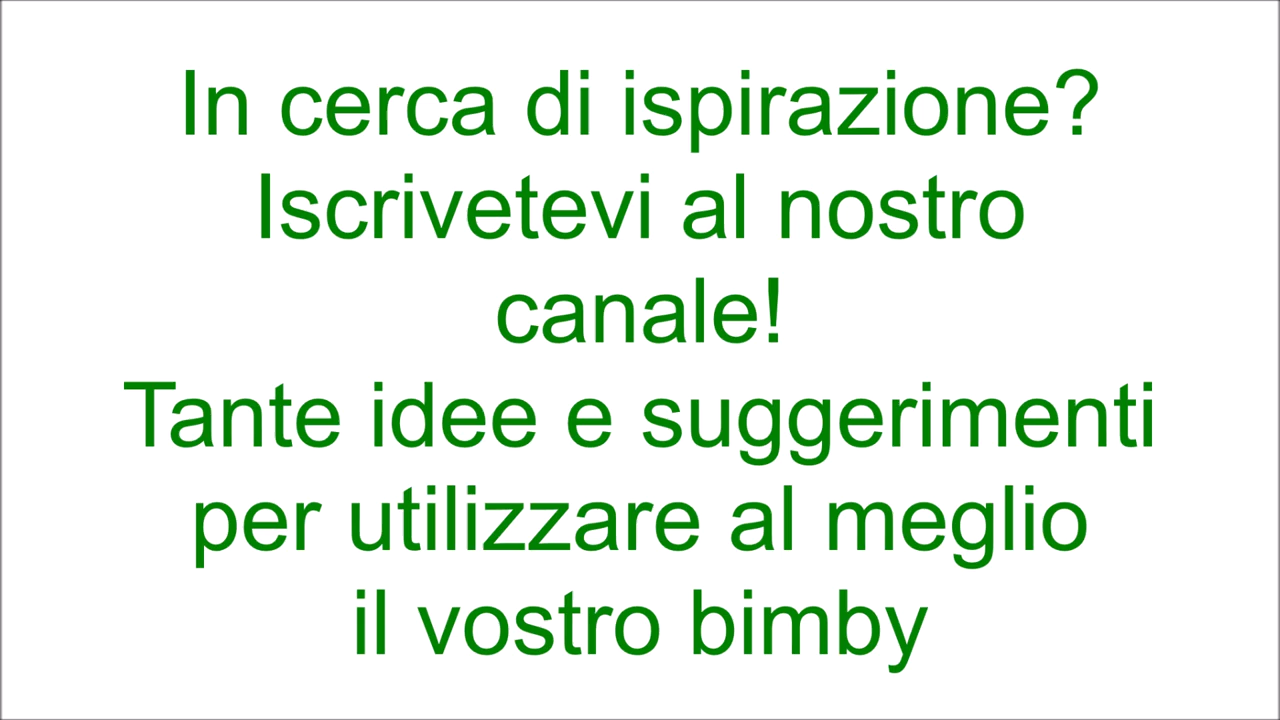 In cerca di ispirazione?
Iscrivetevi al nostro
canale!
Tante idee e suggerimenti
per utilizzare al meglio
il vostro bimby